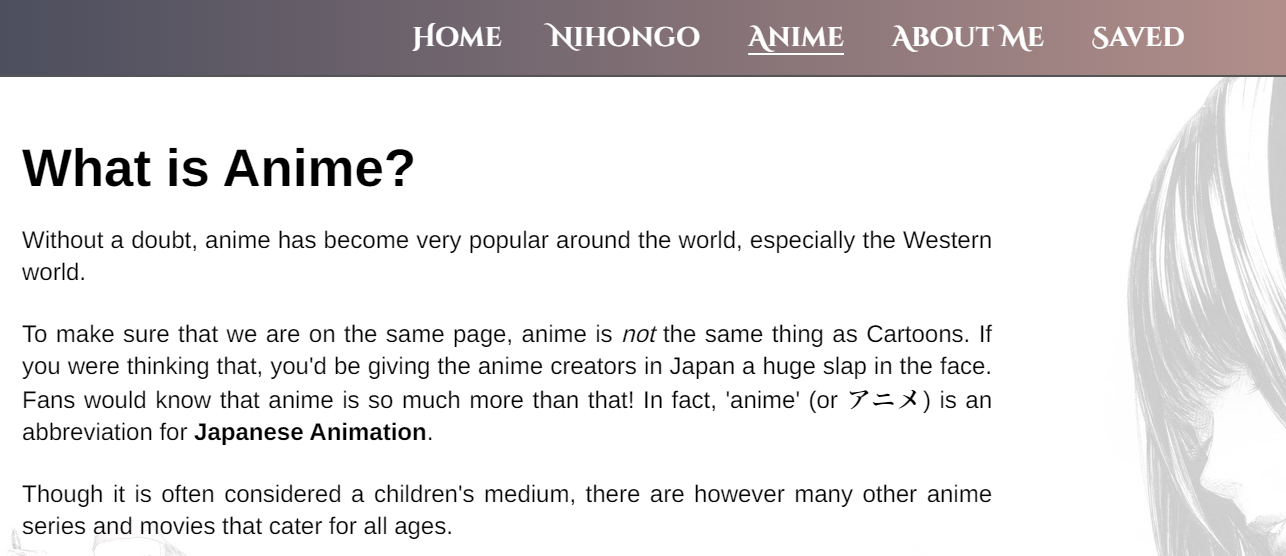 Home Nihongo Anime About Me Saved
What is Anime?
Without a doubt, anime has become very popular around the world, especially the Western
world.
To make sure that we are on the same page, anime is not the same thing as Cartoons. If
you were thinking that, you'd be giving the anime creators in Japan a huge slap in the face.
Fans would know that anime is so much more than that! In fact, 'anime' (or アニメ) is an
abbreviation for Japanese Animation.
Though it is often considered a children's medium, there are however many other anime
series and movies that cater for all ages.